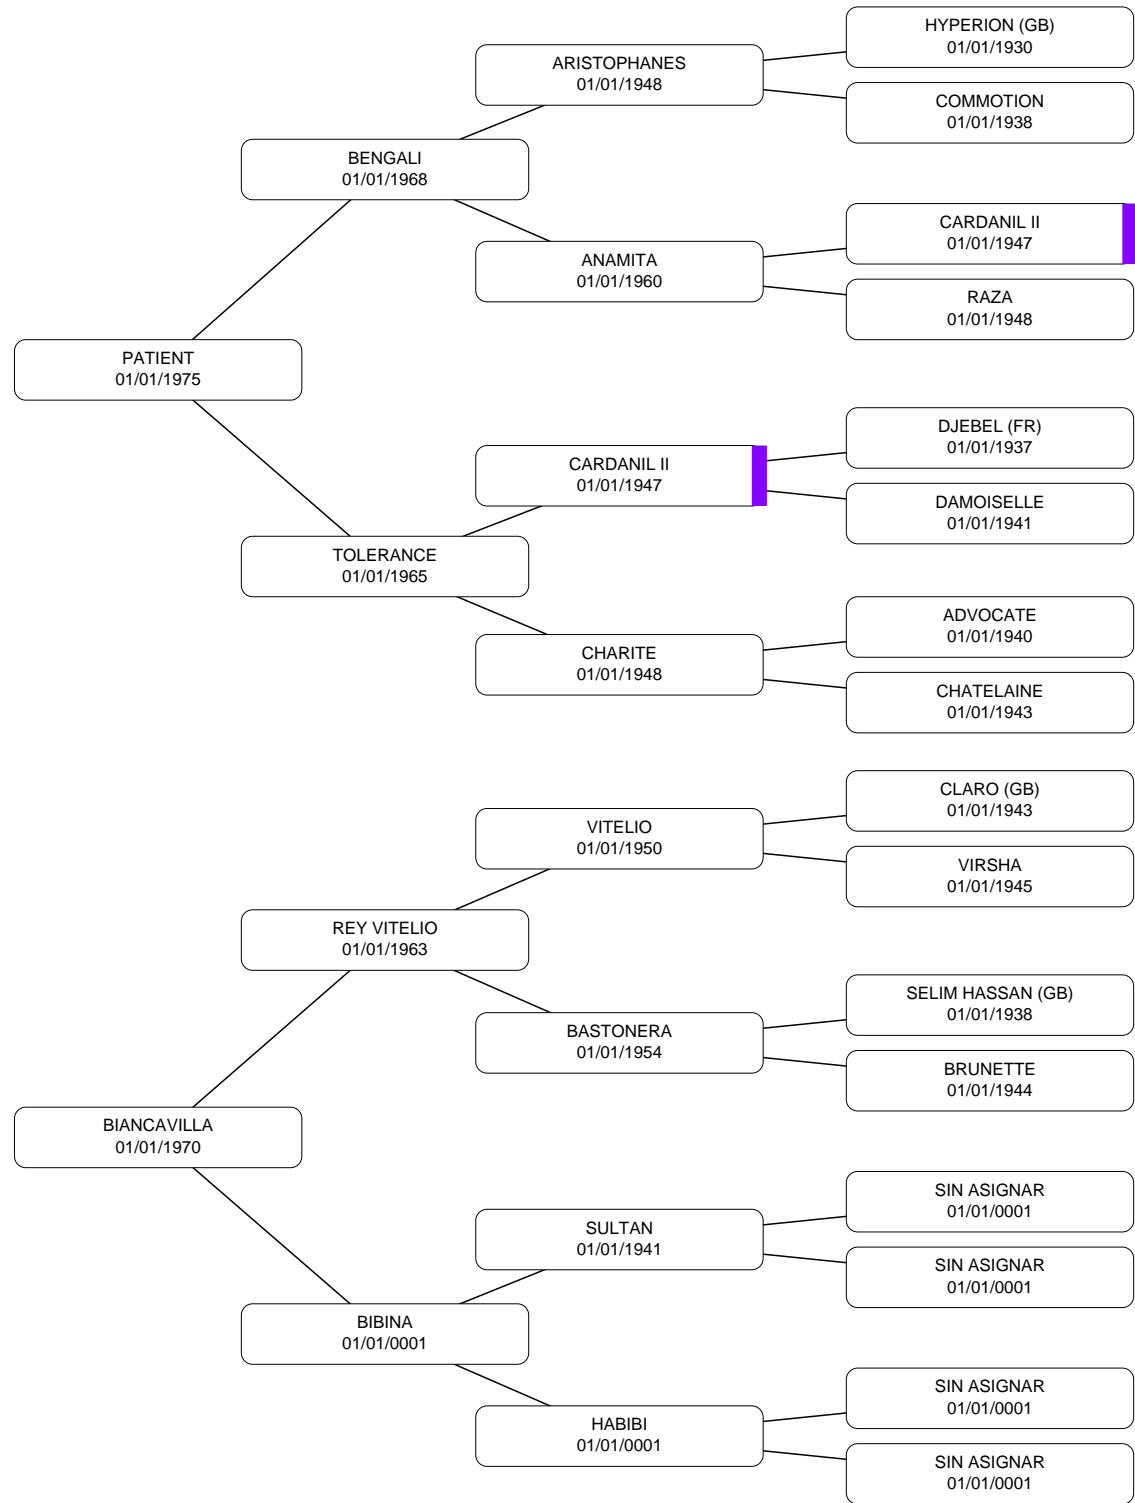 HYPERION (GB)
01/01/1930
ARISTOPHANES
01/01/1948
COMMOTION
01/01/1938
BENGALI
01/01/1968
CARDANIL II
01/01/1947
ANAMITA
01/01/1960
RAZA
01/01/1948
PATIENT
01/01/1975
DJEBEL (FR)
01/01/1937
CARDANIL II
01/01/1947
DAMOISELLE
01/01/1941
TOLERANCE
01/01/1965
ADVOCATE
01/01/1940
CHARITE
01/01/1948
CHATELAINE
01/01/1943
CLARO (GB)
01/01/1943
VITELIO
01/01/1950
VIRSHA
01/01/1945
REY VITELIO
01/01/1963
SELIM HASSAN (GB)
01/01/1938
BASTONERA
01/01/1954
BRUNETTE
01/01/1944
BIANCAVILLA
01/01/1970
SIN ASIGNAR
01/01/0001
SULTAN
01/01/1941
SIN ASIGNAR
01/01/0001
BIBINA
01/01/0001
SIN ASIGNAR
01/01/0001
HABIBI
01/01/0001
SIN ASIGNAR
01/01/0001